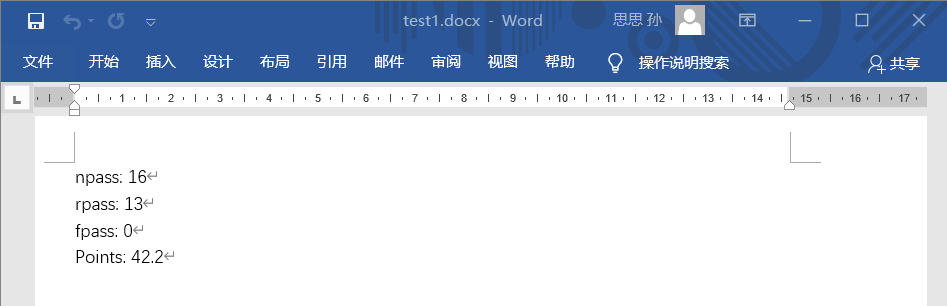 test1.docx - Word 思思 孙
文件 开始 插入 设计 布局 引用 邮件 审阅 视图 帮助 操作说明搜索 共享
1 2 3 4 5 6 7 8 9 10 11 12 13 14 15 16 17
npass: 16
rpass: 13
fpass: 0
Points: 42.2